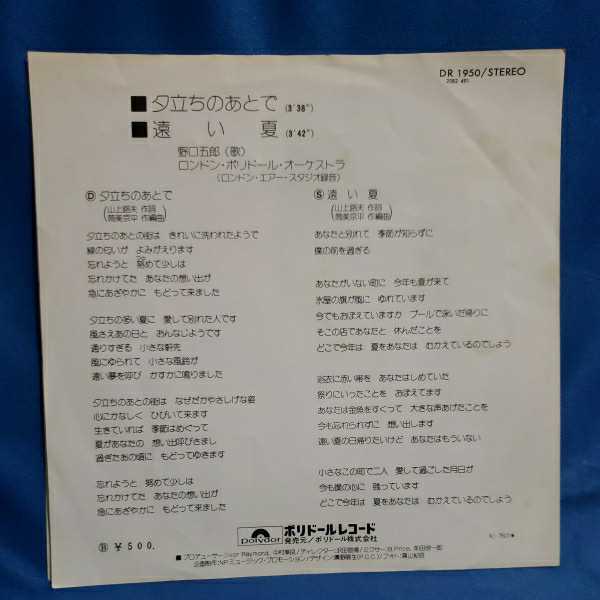 DR 1950/STEREO
2082 491
■夕立ちのあとで(3'38")
■遠い夏(3'42")
野口五郎(歌)
ロンドン・ポリドール・オーケストラ
(ロンドン・エアー・スタジオ録音)
Ⓓ夕立ちのあとで
(山上路夫 作詞
筒美京平 作編曲)
夕立ちのあとの街は きれいに洗われたようで
緑の匂いが よみがえります
忘れようと 努めて少しは
忘れかけてた あなたの想い出が
急にあざやかに もどって来ました
夕立ちの多い夏に 愛して別れた人です
風さえあの日と おんなじようです
通りすぎる 小さな軒先
風にゆられて 小さな風鈴が
遠い夢を呼び かすかに鳴りました
夕立ちのあとの街は なぜだかやさしげな姿
心にかなしく ひびいて来ます
生きていれば 季節はめぐって
夏があなたの 想い出呼びさまし
過ぎたあの頃に もどってゆきます
忘れようと 努めて少しは
忘れかけてた あなたの想い出が
急にあざやかに もどって来ました
Ⓢ遠い夏
(山上路夫 作詞
筒美京平 作編曲)
あなたと別れて 季節が知らずに
僕の前を過ぎる
あなたがいない町に 今年も夏が来て
氷屋の旗が風に ゆれています
今でもおぼえていますか プールで泳いだ帰りに
そこの店であなたと 休んだことを
どこで今年は 夏をあなたは むかえているのでしょう
浴衣に赤い帯を あなたはしめていた
祭りにいったことを おぼえてます
あなたは金魚をすくって 大きな声あげたことを
今も忘れられずに 想い出します
遠い夏の日帰りたいけど あなたはもういない
小さなこの町で二人 愛して過ごした月日が
今も僕の心に 残っています
どこで今年は 夏をあなたは むかえているのでしょう
Ⓑ ¥500.
polydor
ポリドールレコード
発売元/ポリドール株式会社